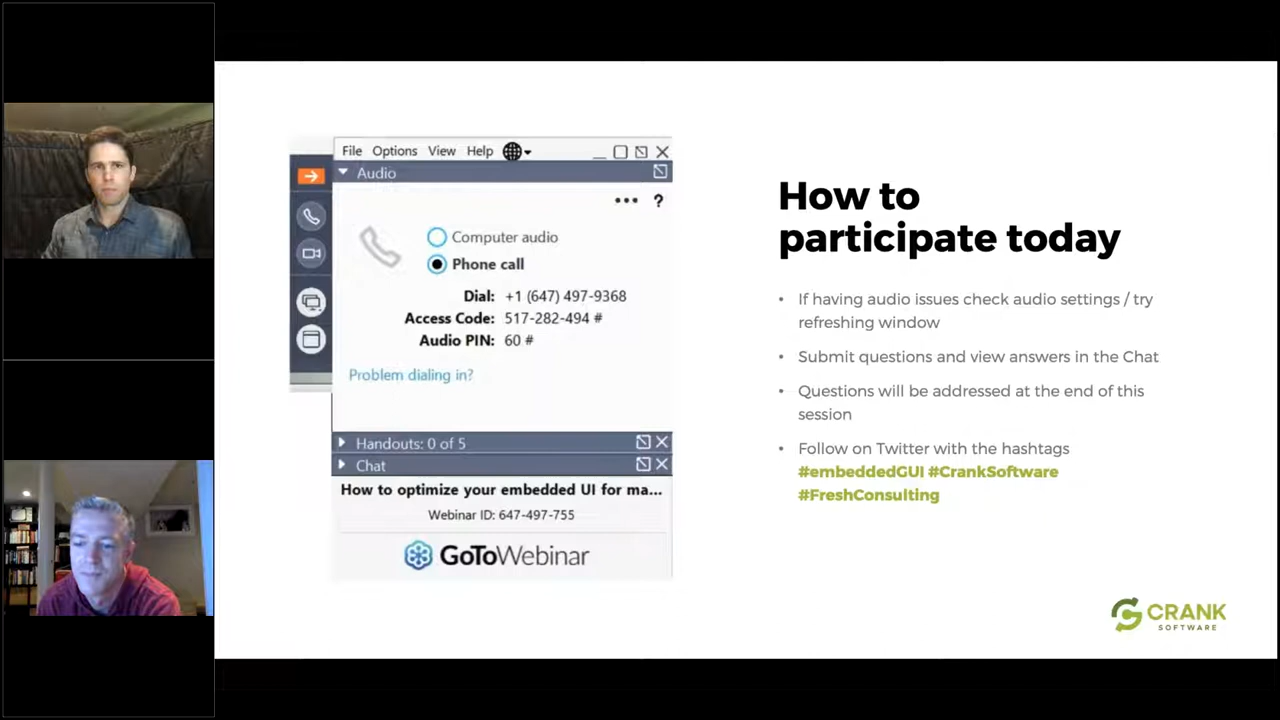 File Options View Help
Audio
••• ?
Computer audio
Phone call
Dial: +1 (647) 497-9368
Access Code: 517-282-494 #
Audio PIN: 60 #
Problem dialing in?
Handouts: 0 of 5
Chat
How to optimize your embedded UI for ma...
Webinar ID: 647-497-755
GoToWebinar
How to
participate today
• If having audio issues check audio settings / try
refreshing window
• Submit questions and view answers in the Chat
• Questions will be addressed at the end of this
session
• Follow on Twitter with the hashtags
#embeddedGUI #CrankSoftware
#FreshConsulting
CRANK
SOFTWARE